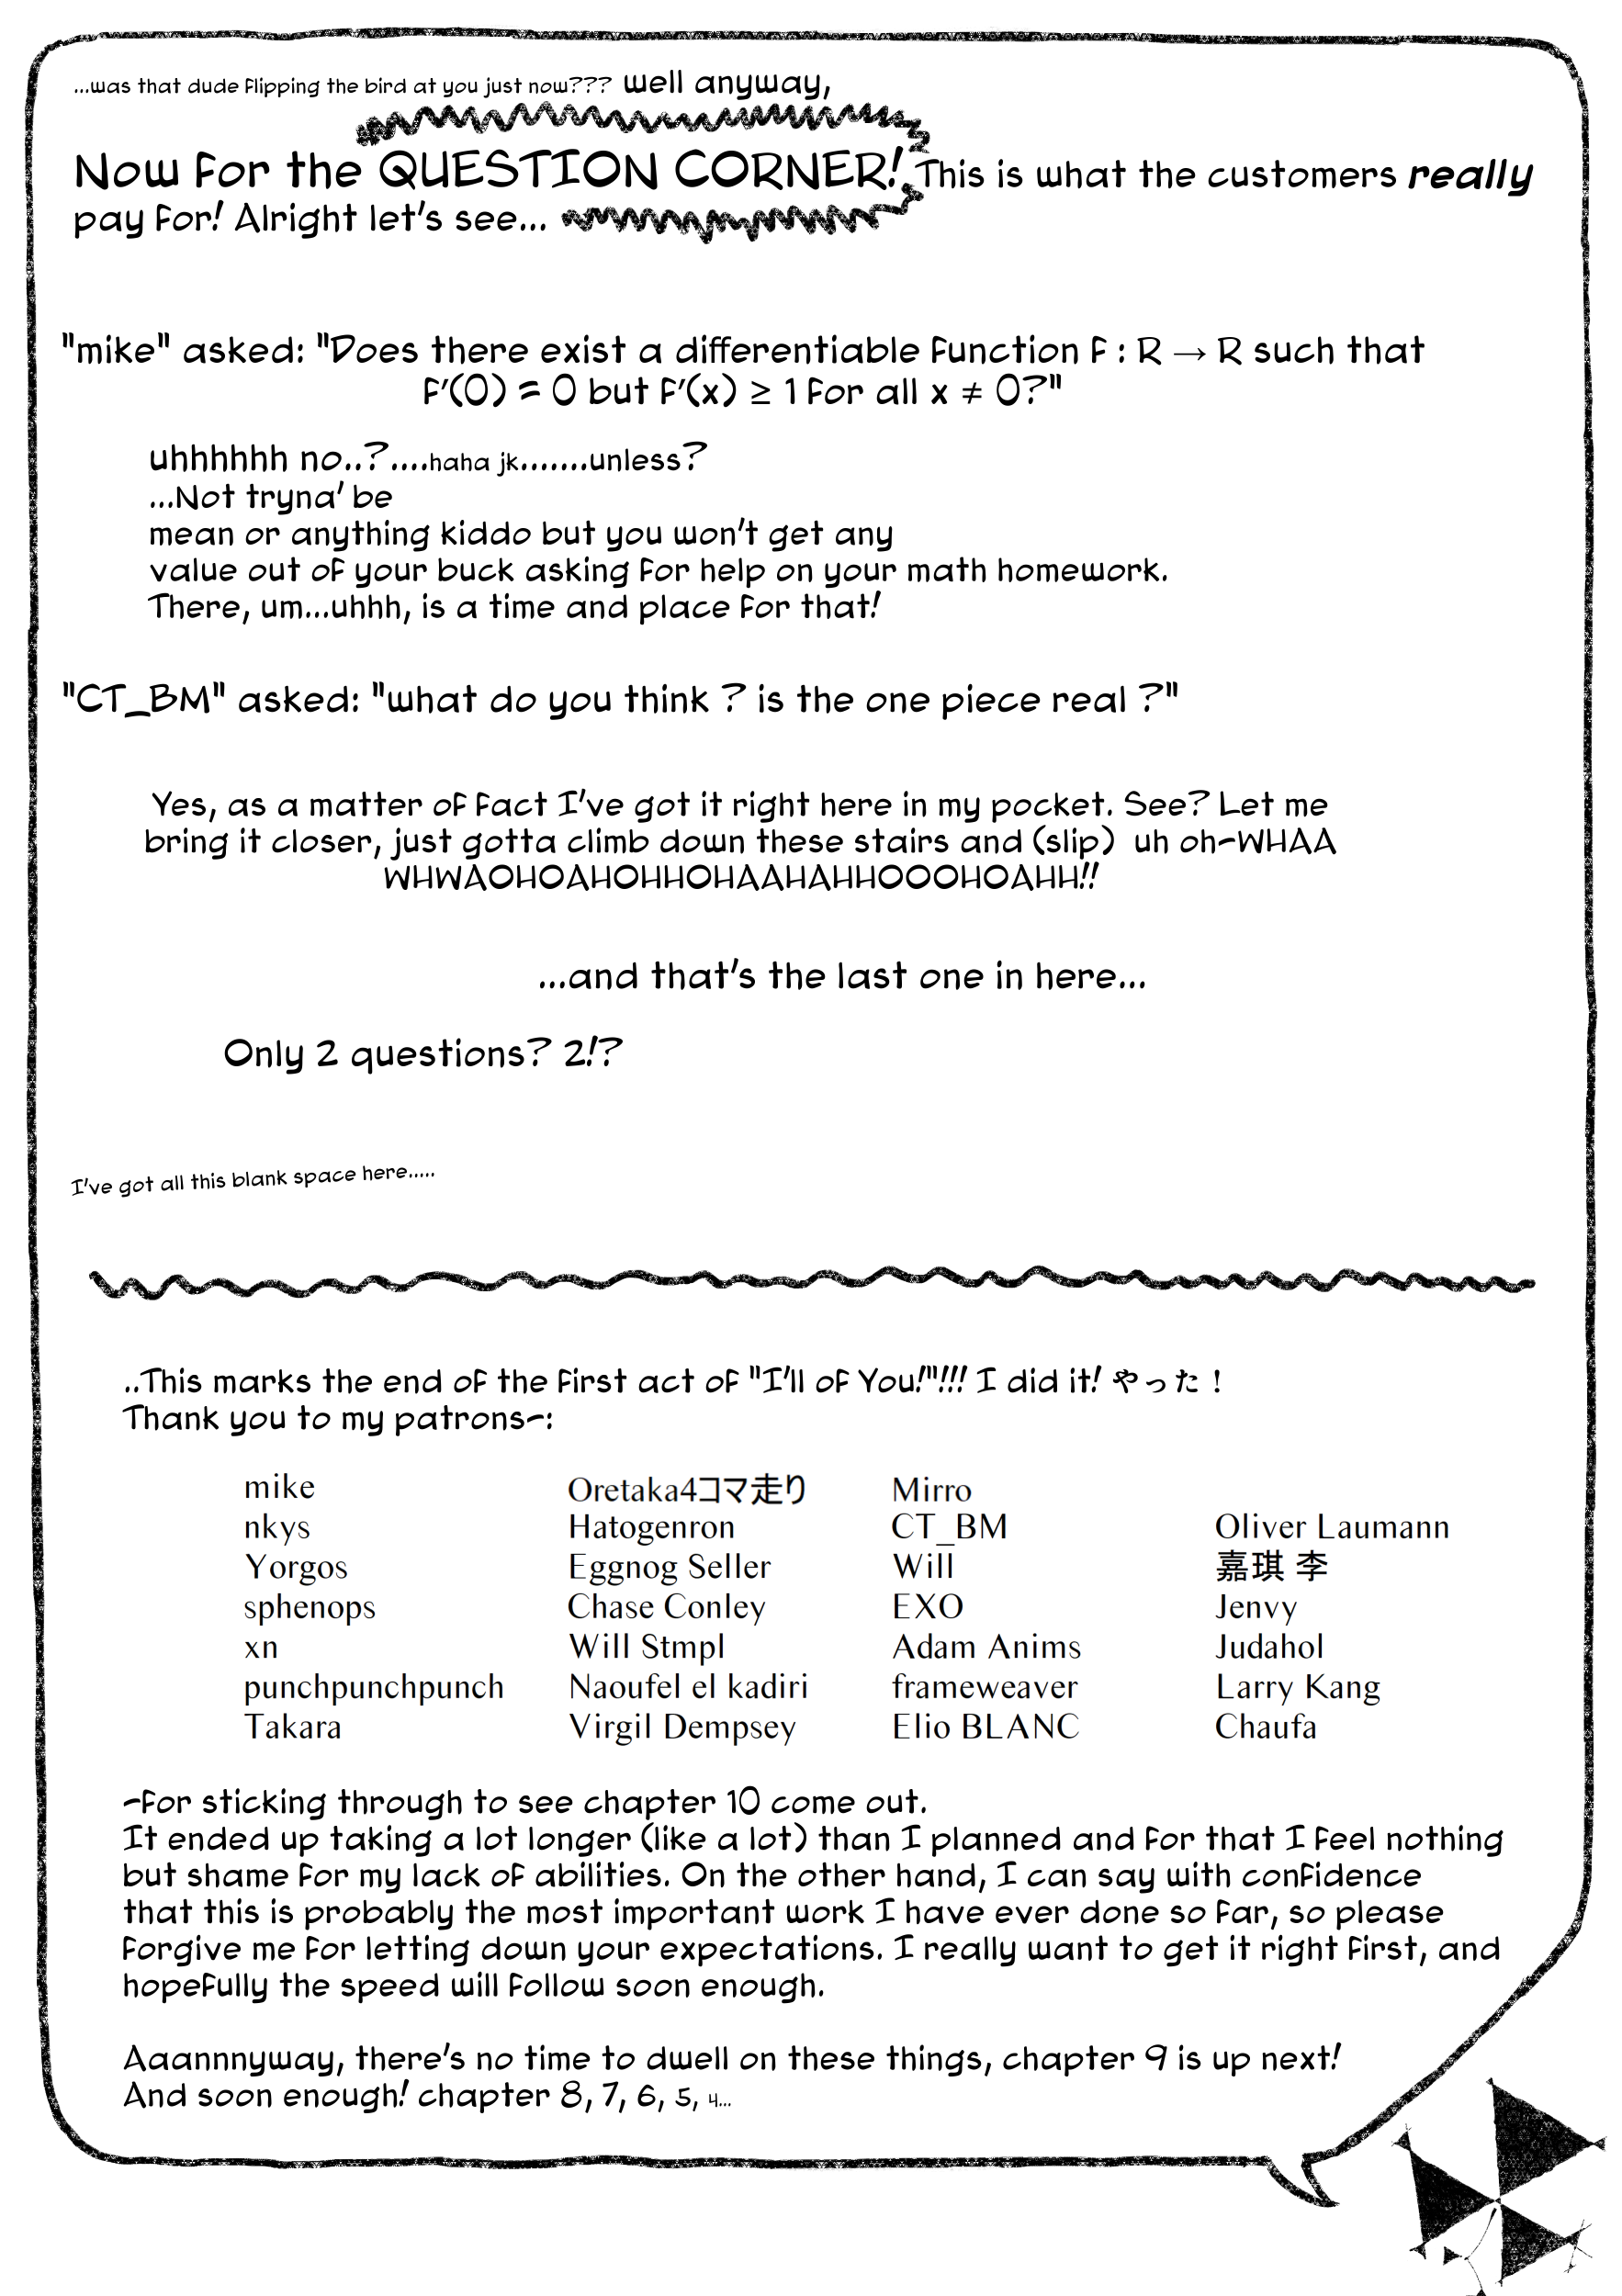 ...was that dude flipping the bird at you just now??? well anyway,
Now for the QUESTION CORNER! This is what the customers really
pay for! Alright let's see...
"mike" asked: "Does there exist a differentiable function f : R → R such that
f'(0) = 0 but f'(x) ≥ 1 for all x ≠ 0?"
uhhhhhh no..?....haha jk.......unless?
...Not tryna' be
mean or anything kiddo but you won't get any
value out of your buck asking for help on your math homework.
There, um...uhhh, is a time and place for that!
"CT_BM" asked: "what do you think ? is the one piece real ?"
Yes, as a matter of fact I've got it right here in my pocket. See? Let me
bring it closer, just gotta climb down these stairs and (slip) uh oh-WHAA
WHWAOHOAHOHHOHAAHAHHOOOHOAHH!!
...and that's the last one in here...
Only 2 questions? 2!?
I've got all this blank space here.....
..This marks the end of the first act of "I'll of You!"!!! I did it! やった！
Thank you to my patrons-:
mike Oretaka4コマ走り Mirro
nkys Hatogenron CT_BM Oliver Laumann
Yorgos Eggnog Seller Will 嘉琪 李
sphenops Chase Conley EXO Jenvy
xn Will Stmpl Adam Anims Judahol
punchpunchpunch Naoufel el kadiri frameweaver Larry Kang
Takara Virgil Dempsey Elio BLANC Chaufa
-for sticking through to see chapter 10 come out.
It ended up taking a lot longer (like a lot) than I planned and for that I feel nothing
but shame for my lack of abilities. On the other hand, I can say with confidence
that this is probably the most important work I have ever done so far, so please
forgive me for letting down your expectations. I really want to get it right first, and
hopefully the speed will follow soon enough.
Aaannnyway, there's no time to dwell on these things, chapter 9 is up next!
And soon enough! chapter 8, 7, 6, 5, 4...